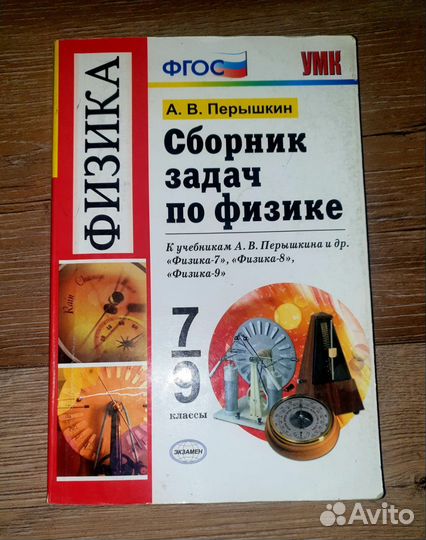 ФИЗИКА
ФГОС
УМК
А. В. Перышкин
Сборник
задач
по физике
К учебникам А. В. Перышкина и др.
«Физика-7», «Физика-8»,
«Физика-9»
7
9
классы
Rain
ЭКЗАМЕН
Avito